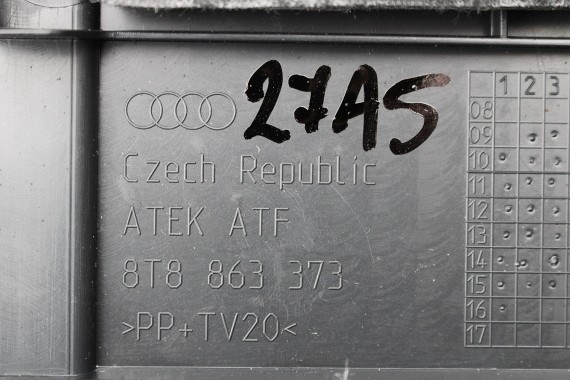 27AS
Czech Republic
ATEK ATF
8T8 863 373
>PP+TV20<
1 2 3
08
09
10
11
12
13
14
15
16
17